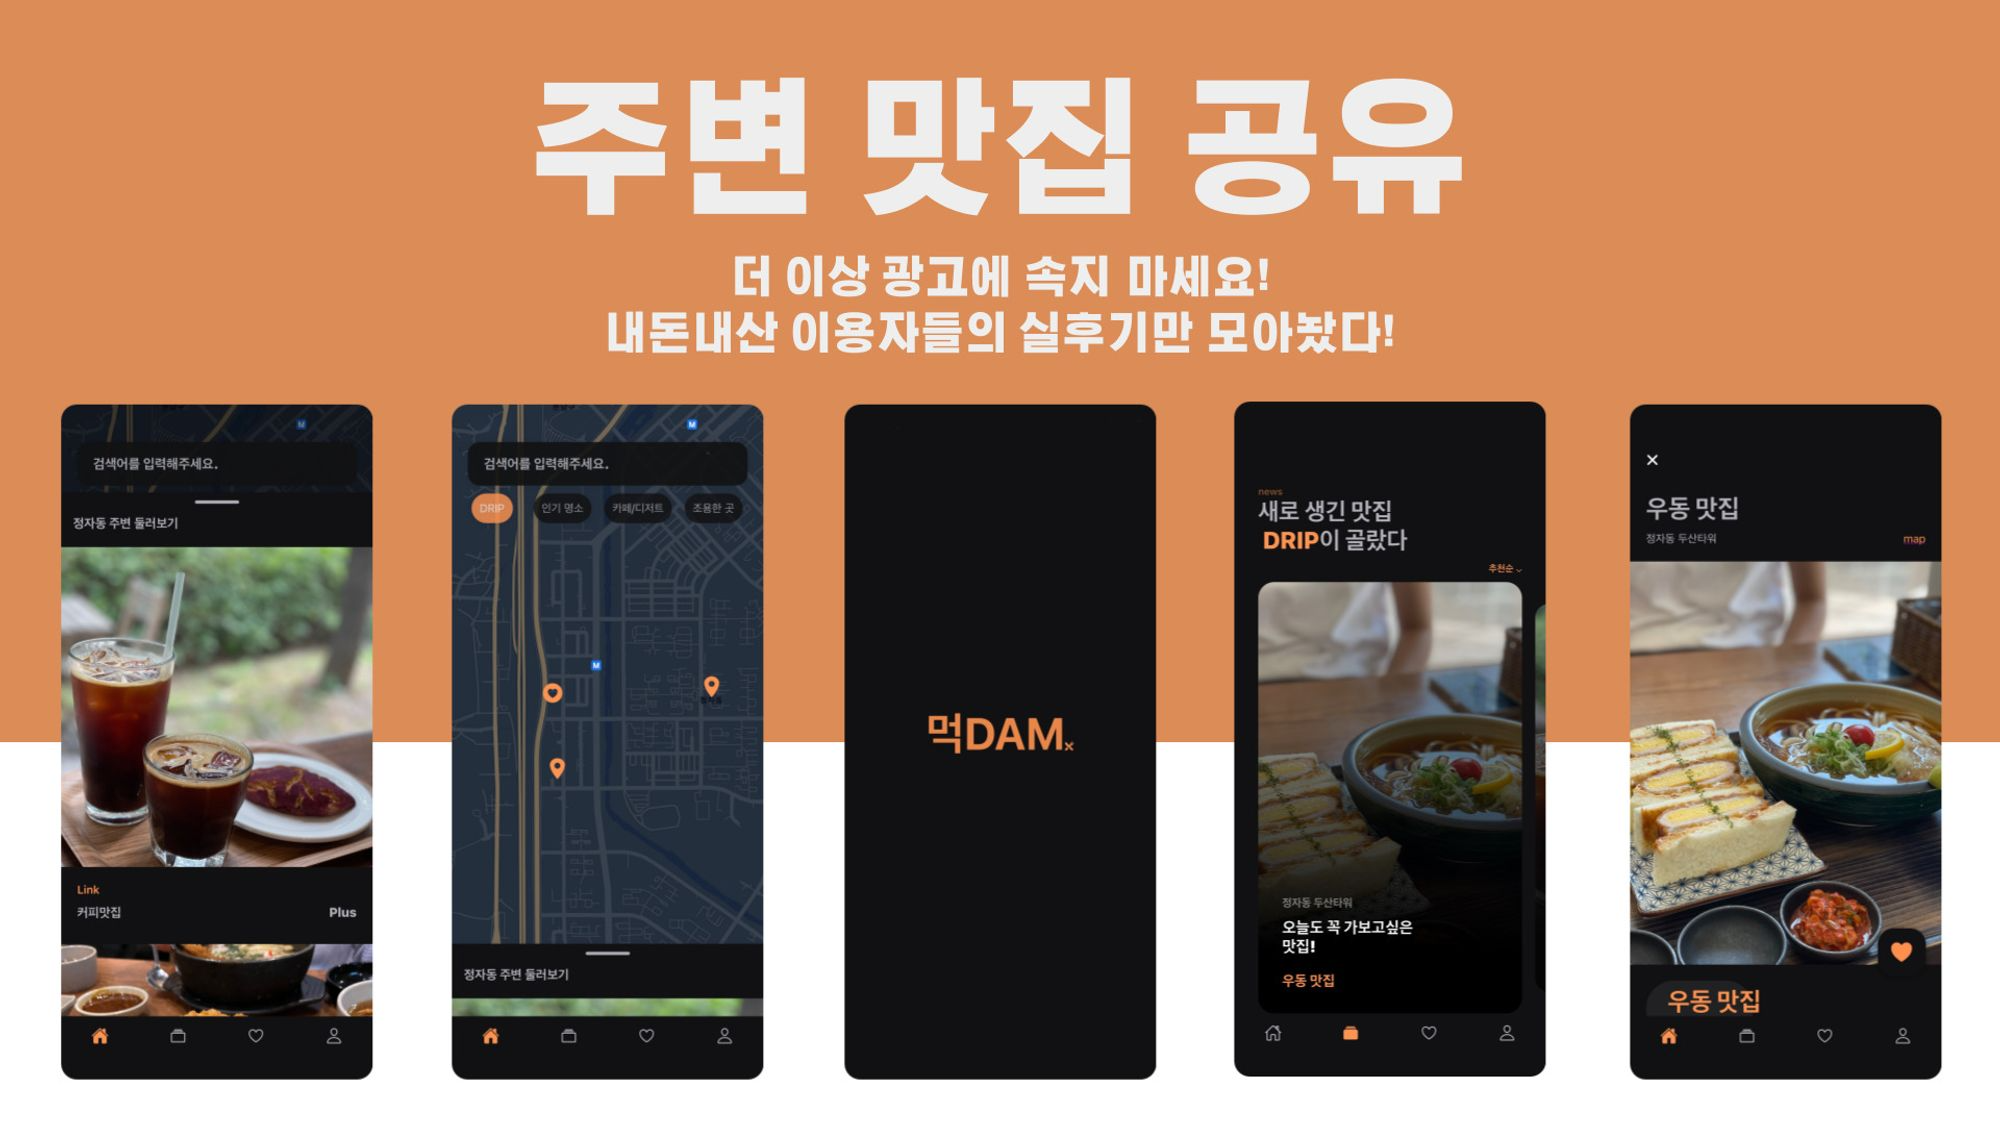 주변 맛집 공유
더 이상 광고에 속지 마세요!
내돈내산 이용자들의 실후기만 모아놨다!
M
검색어를 입력해주세요.
정자동 주변 둘러보기
Link
커피맛집
Plus
M
검색어를 입력해주세요.
DRIP
인기 명소
카페/디저트
조용한 곳
M
정자동 주변 둘러보기
먹DAM.x
news
새로 생긴 맛집
DRIP이 골랐다
추천순
정자동 두산타워
오늘도 꼭 가보고싶은
맛집!
우동 맛집
우동 맛집
정자동 두산타워
map
우동 맛집